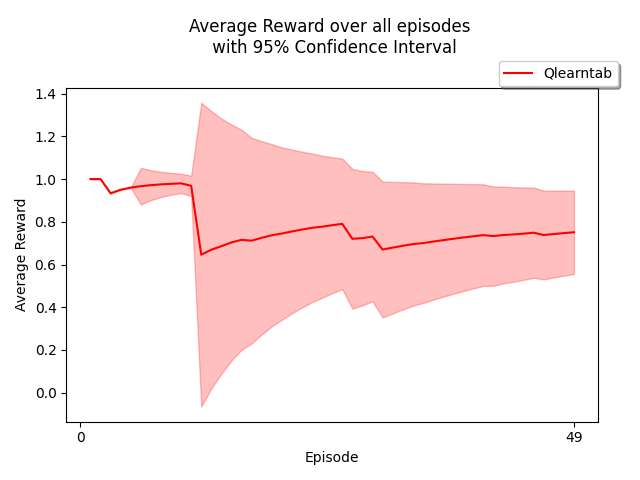 Average Reward over all episodes
with 95% Confidence Interval
Qlearntab
1.4
1.2
1.0
0.8
0.6
0.4
0.2
0.0
Average Reward
0
49
Episode